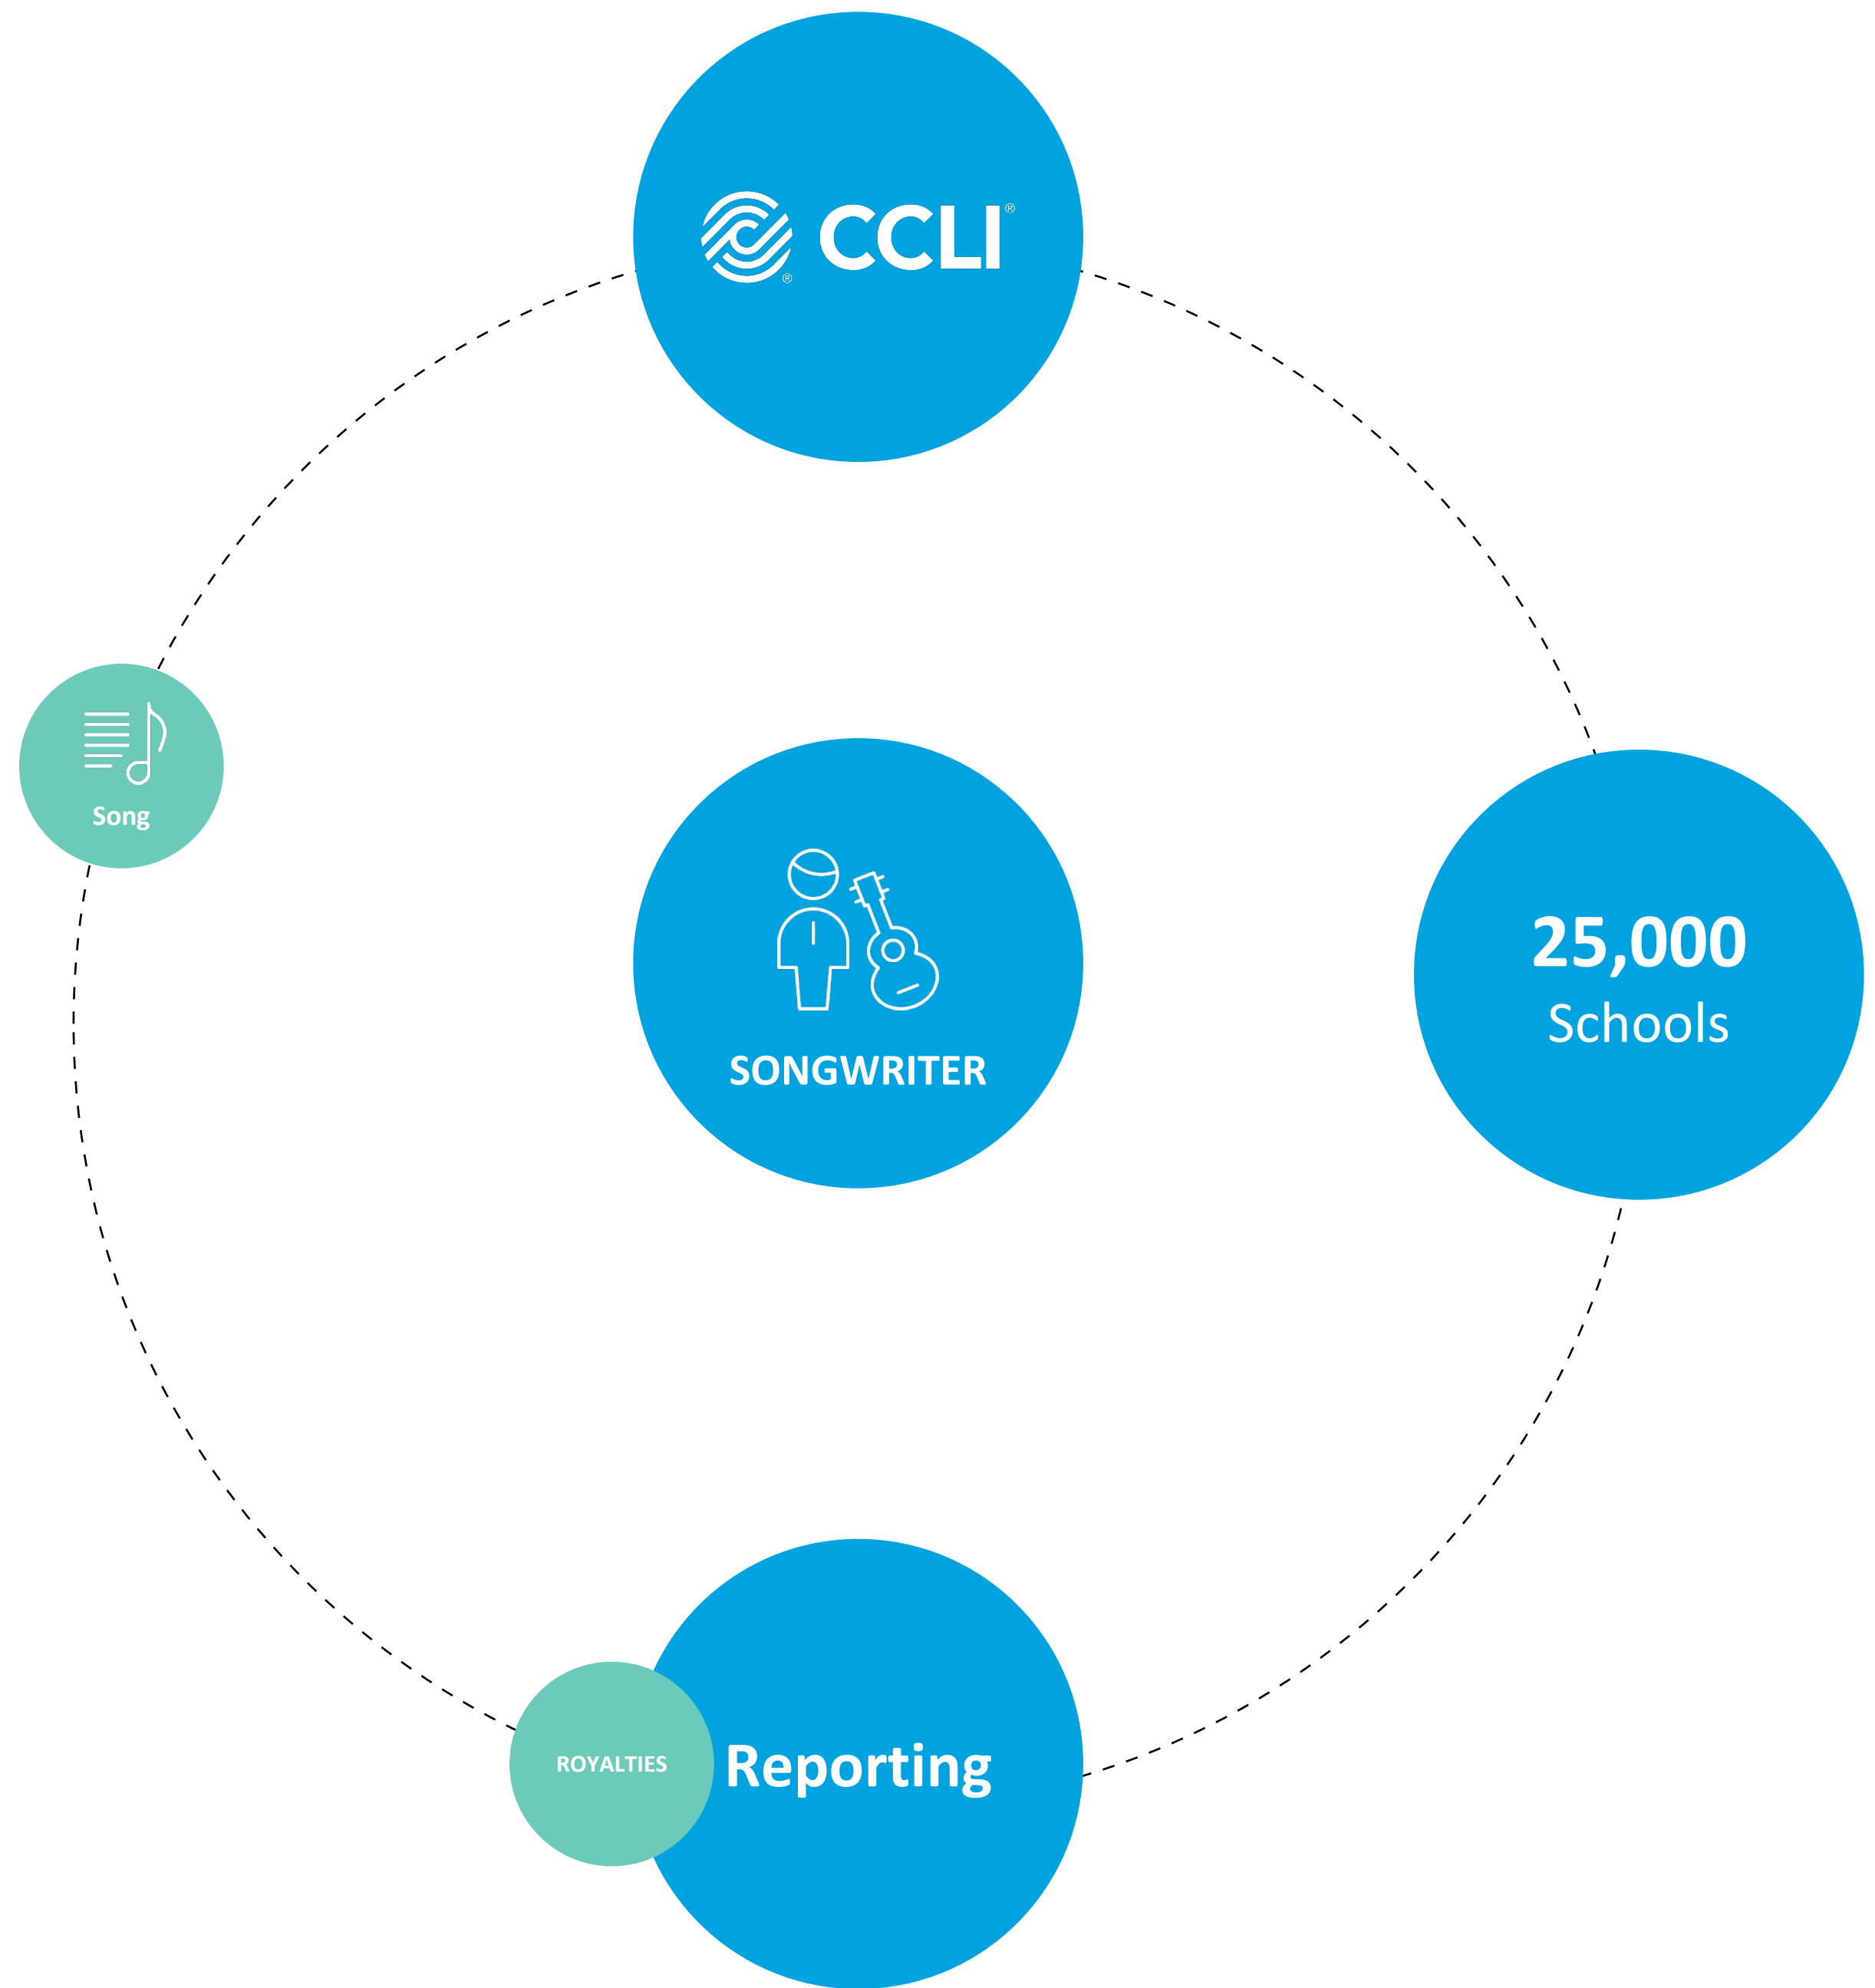 CCLI®
®
Song
SONGWRITER
25,000
Schools
ROYALTIES
Reporting